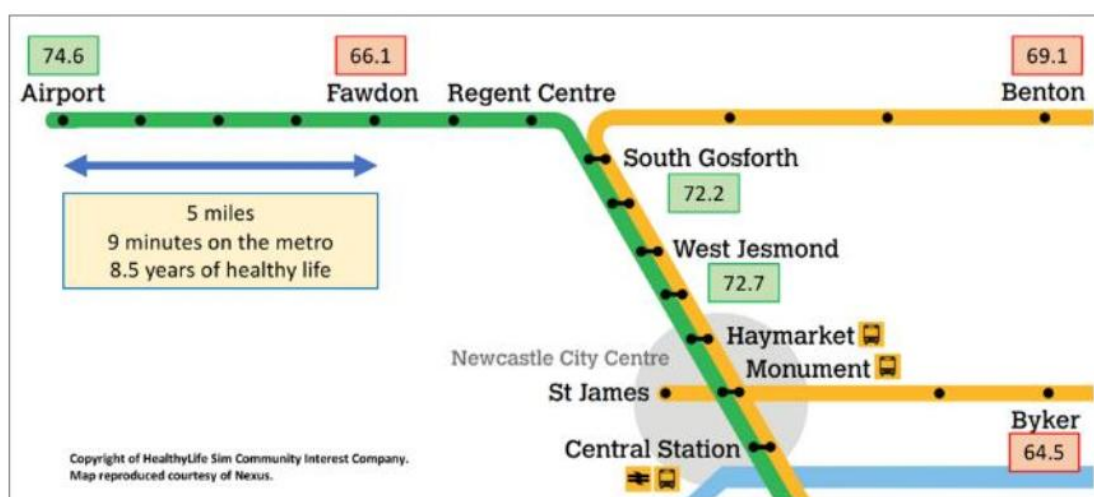 74.6
66.1
69.1
Airport
Fawdon
Regent Centre
Benton
5 miles
9 minutes on the metro
8.5 years of healthy life
South Gosforth
72.2
West Jesmond
72.7
Haymarket
Newcastle City Centre
Monument
St James
Byker
64.5
Central Station
Copyright of HealthyLife Sim Community Interest Company.
Map reproduced courtesy of Nexus.